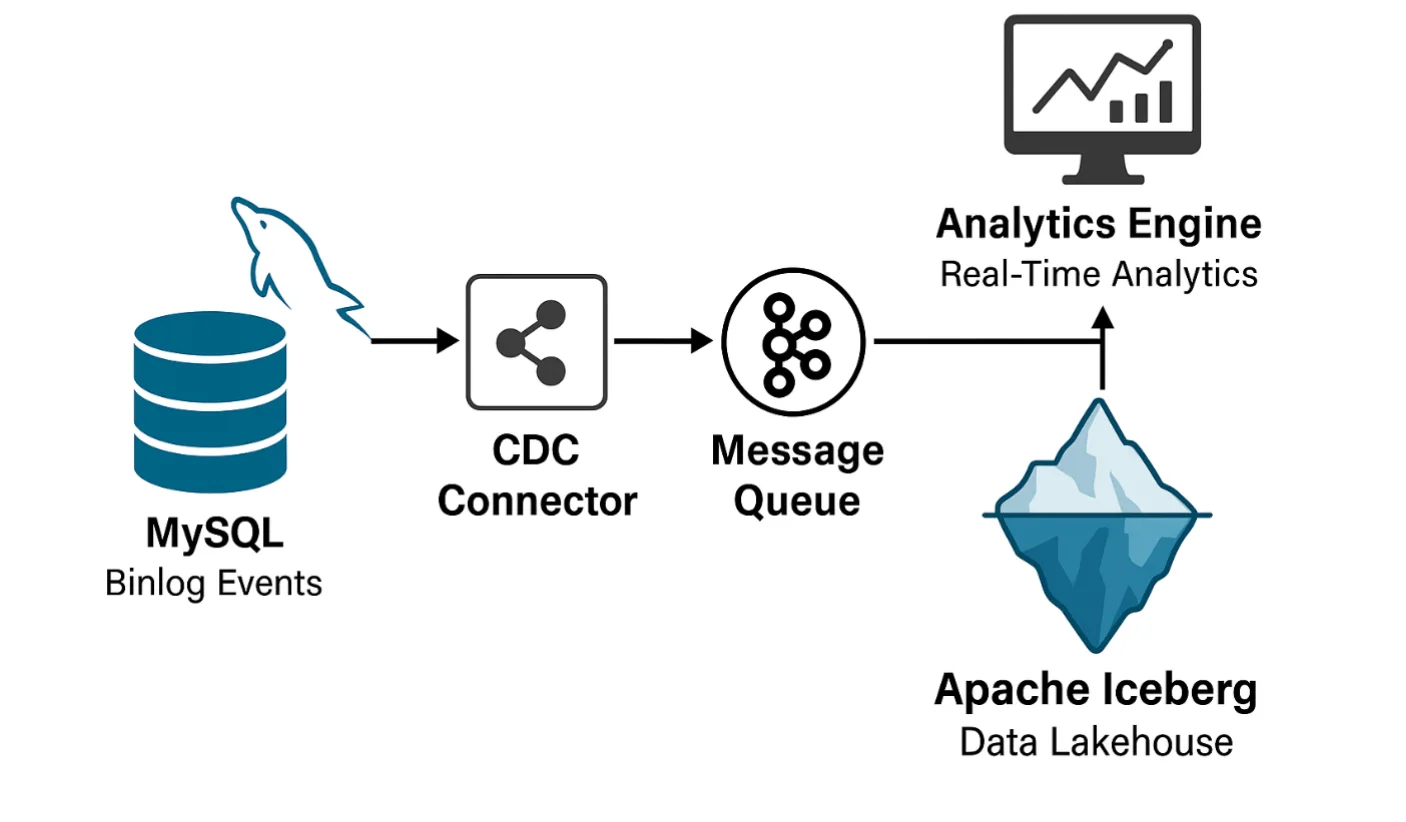 MySQL
Binlog Events
CDC
Connector
Message
Queue
Analytics Engine
Real-Time Analytics
Apache Iceberg
Data Lakehouse